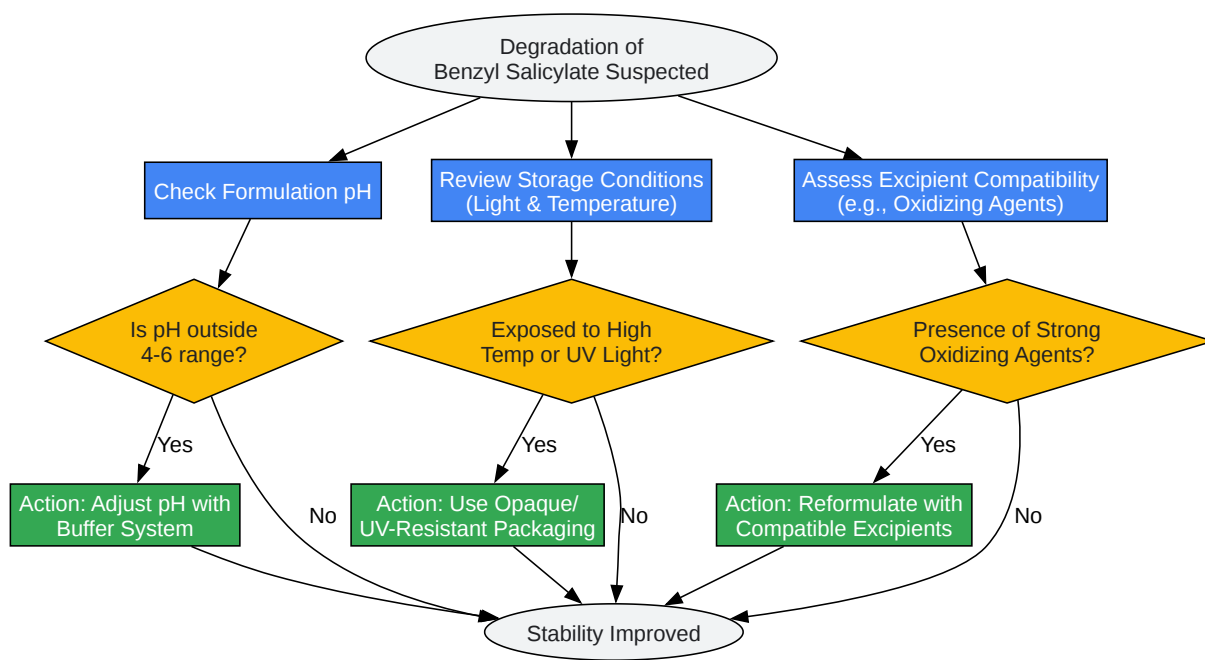 Degradation of
Benzyl Salicylate Suspected
Check Formulation pH
Review Storage Conditions
(Light & Temperature)
Assess Excipient Compatibility
(e.g., Oxidizing Agents)
Is pH outside
4-6 range?
Exposed to High
Temp or UV Light?
Presence of Strong
Oxidizing Agents?
Yes
Yes
Yes
Action: Adjust pH with
Buffer System
No
Action: Use Opaque/
UV-Resistant Packaging
No
Action: Reformulate with
Compatible Excipients
No
Stability Improved